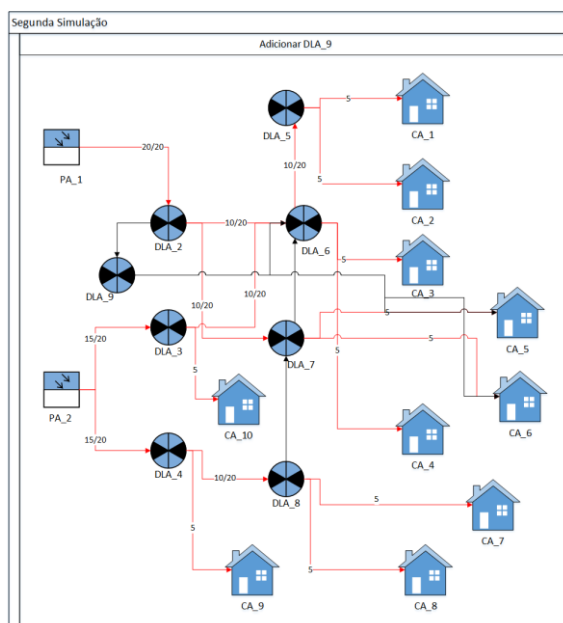 Segunda Simulação
Adicionar DLA_9
5
DLA_5
CA_1
20/20
PA_1
10/20
5
CA_2
10/20
DLA_2
DLA_6
5
CA_3
DLA_9
10/20
10/20
15/20
DLA_3
5
CA_5
DLA_7
5
5
PA_2
5
CA_10
CA_6
15/20
CA_4
DLA_4
10/20
DLA_8
5
CA_7
5
5
CA_9
CA_8